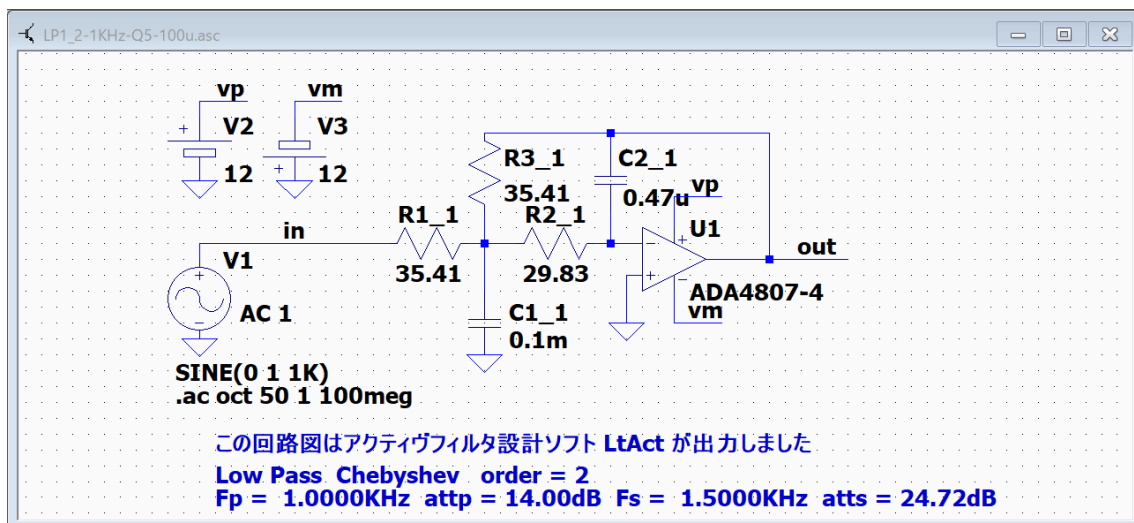 LP1_2-1KHz-Q5-100u.asc
vp
vm
V2
V3
+
12
+
12
R3_1
C2_1
35.41
0.47u
vp
R1_1
R2_1
U1
in
out
35.41
29.83
V1
+
−
+
−
+
−
AC 1
ADA4807-4
vm
C1_1
0.1m
SINE(0 1 1K)
.ac oct 50 1 100meg
この回路図はアクティヴフィルタ設計ソフト LtAct が出力しました
Low Pass  Chebyshev   order = 2
Fp =  1.0000KHz  attp = 14.00dB  Fs =  1.5000KHz  atts = 24.72dB